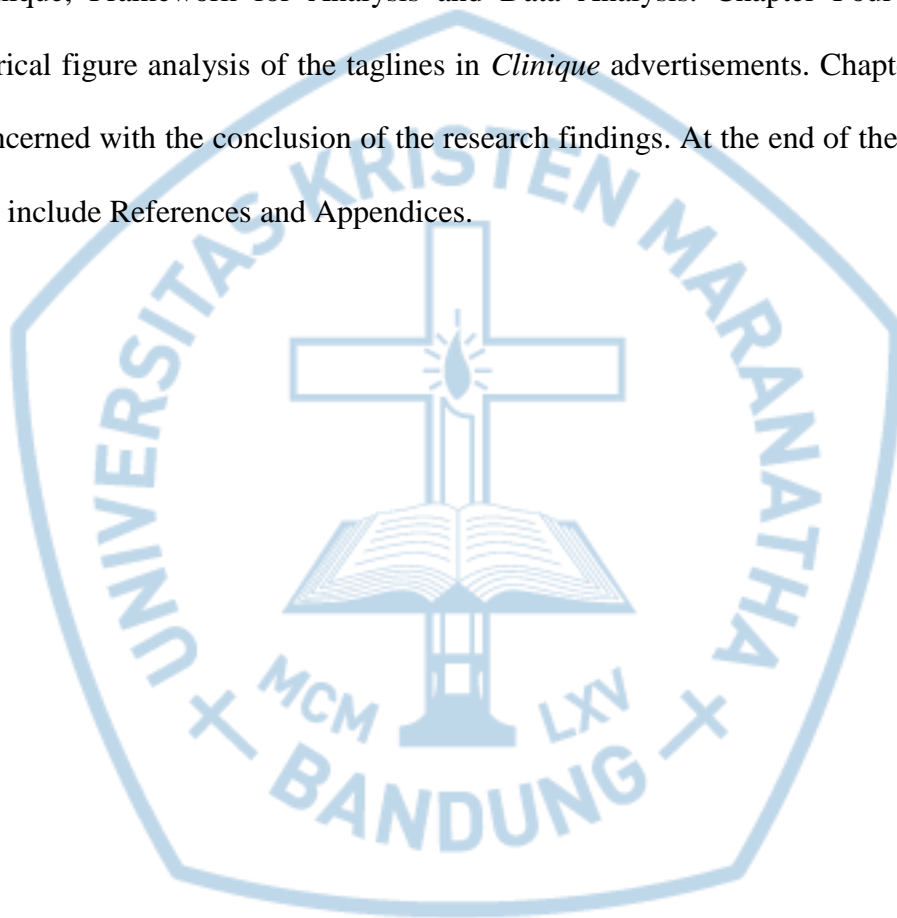 Framework for Analysis and Data Analysis. Chapter Four
rical figure analysis of the taglines in Clinique advertisements. Chapt
ncerned with the conclusion of the research findings. At the end of the
include References and Appendices.
UNIVERSITAS KRISTEN MARANATHA
MCM LXV
BANDUNG